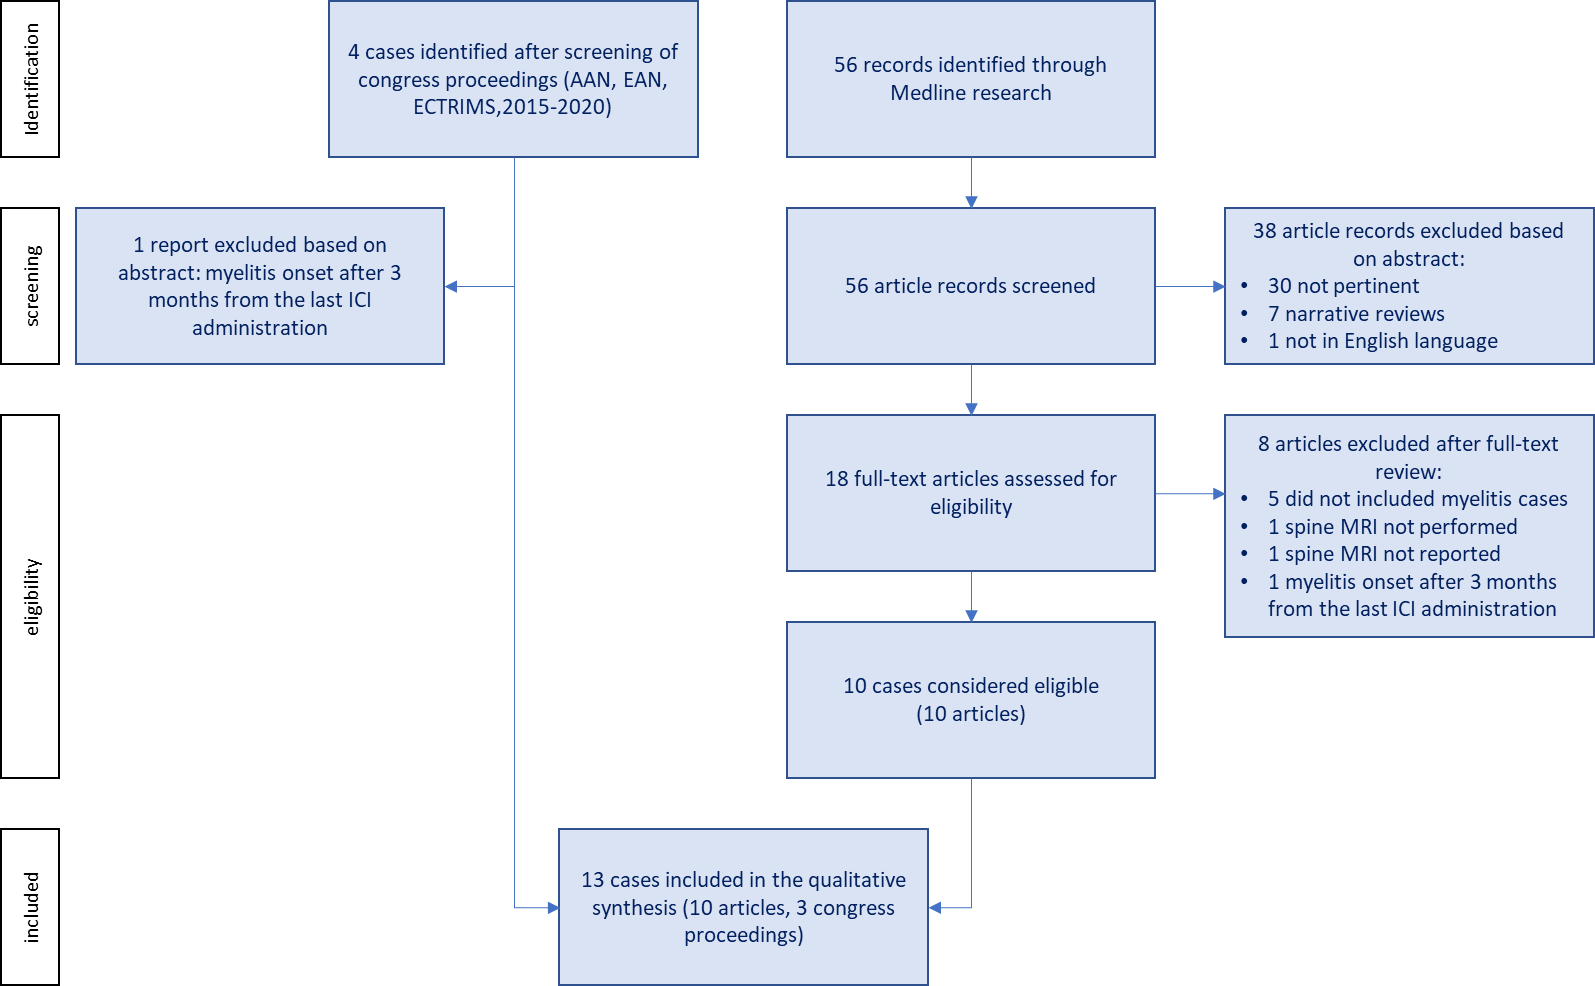 Identification
4 cases identified after screening of
congress proceedings (AAN, EAN,
ECTRIMS,2015-2020)
56 records identified through
Medline research
screening
1 report excluded based on
abstract: myelitis onset after 3
months from the last ICI
administration
56 article records screened
38 article records excluded based
on abstract:
• 30 not pertinent
• 7 narrative reviews
• 1 not in English language
eligibility
18 full-text articles assessed for
eligibility
8 articles excluded after full-text
review:
• 5 did not included myelitis cases
• 1 spine MRI not performed
• 1 spine MRI not reported
• 1 myelitis onset after 3 months
from the last ICI administration
10 cases considered eligible
(10 articles)
included
13 cases included in the qualitative
synthesis (10 articles, 3 congress
proceedings)